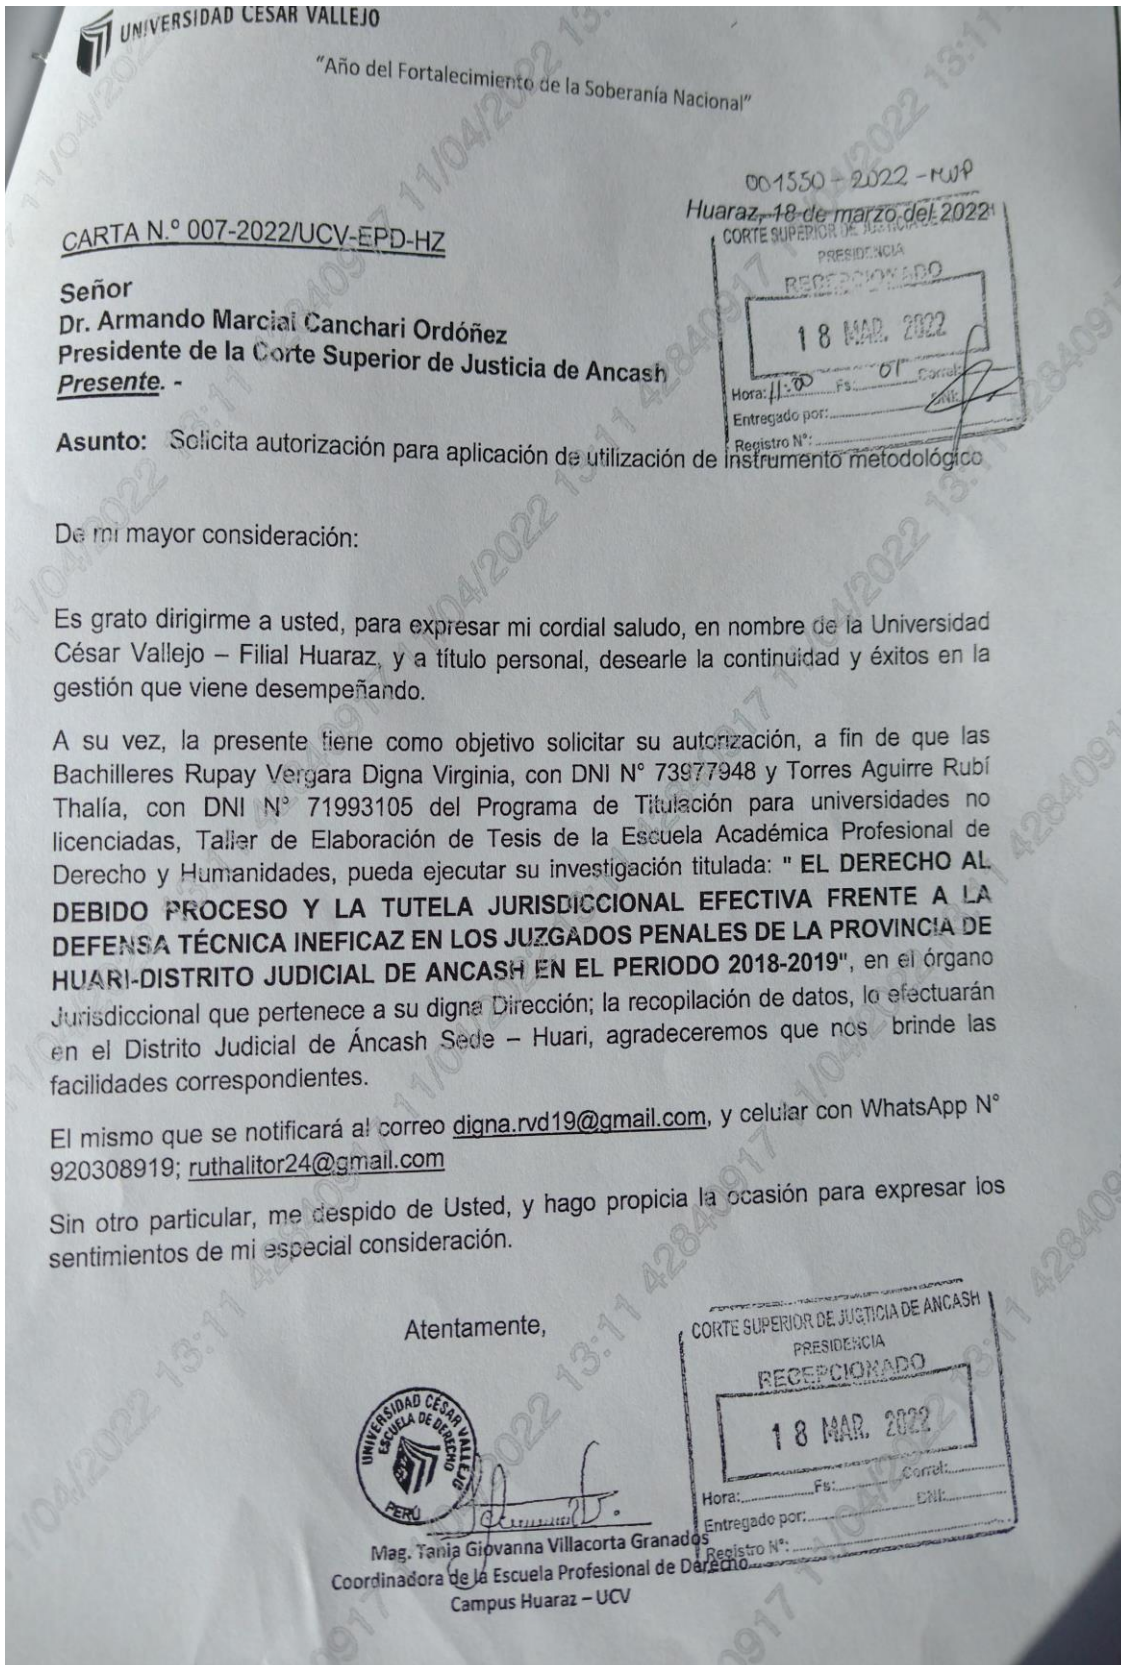 UNIVERSIDAD CÉSAR VALLEJO
"Año del Fortalecimiento de la Soberanía Nacional"
001550-2022-MUP
Huaraz, 18 de marzo del 2022
CARTA N.º 007-2022/UCV-EPD-HZ
CORTE SUPERIOR DE JUSTICIA
PRESIDENCIA
RECEPCIONADO
18 MAR. 2022
Hora: 11:00 Fs: 01 Correl:
Entregado por: DNI:
Registro N°:
Señor
Dr. Armando Marcial Canchari Ordóñez
Presidente de la Corte Superior de Justicia de Ancash
Presente. -
Asunto: Solicita autorización para aplicación de utilización de instrumento metodológico
De mi mayor consideración:
Es grato dirigirme a usted, para expresar mi cordial saludo, en nombre de la Universidad
César Vallejo – Filial Huaraz, y a título personal, desearle la continuidad y éxitos en la
gestión que viene desempeñando.
A su vez, la presente tiene como objetivo solicitar su autorización, a fin de que las
Bachilleres Rupay Vergara Digna Virginia, con DNI N° 73977948 y Torres Aguirre Rubí
Thalía, con DNI N° 71993105 del Programa de Titulación para universidades no
licenciadas, Taller de Elaboración de Tesis de la Escuela Académica Profesional de
Derecho y Humanidades, pueda ejecutar su investigación titulada: " EL DERECHO AL
DEBIDO PROCESO Y LA TUTELA JURISDICCIONAL EFECTIVA FRENTE A LA
DEFENSA TÉCNICA INEFICAZ EN LOS JUZGADOS PENALES DE LA PROVINCIA DE
HUARI-DISTRITO JUDICIAL DE ANCASH EN EL PERIODO 2018-2019", en el órgano
Jurisdiccional que pertenece a su digna Dirección; la recopilación de datos, lo efectuarán
en el Distrito Judicial de Áncash Sede – Huari, agradeceremos que nos brinde las
facilidades correspondientes.
El mismo que se notificará al correo digna.rvd19@gmail.com, y celular con WhatsApp N°
920308919; ruthalitor24@gmail.com
Sin otro particular, me despido de Usted, y hago propicia la ocasión para expresar los
sentimientos de mi especial consideración.
Atentamente,
UNIVERSIDAD CÉSAR VALLEJO
ESCUELA DE DERECHO
PERÚ
Mag. Tania Giovanna Villacorta Granados
Coordinadora de la Escuela Profesional de Derecho
Campus Huaraz – UCV
CORTE SUPERIOR DE JUSTICIA DE ANCASH
PRESIDENCIA
RECEPCIONADO
18 MAR. 2022
Hora: Fs: Correl:
Entregado por: DNI:
Registro N°:
42840917 11/04/2022 13:11